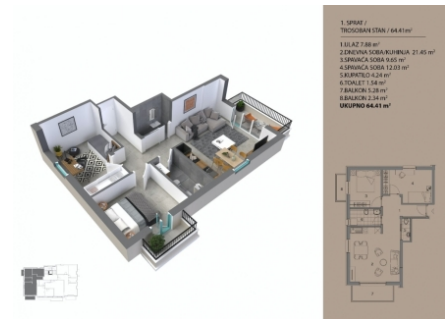 1. SPRAT /
TROSOBAN STAN / 64.41m²
1.ULAZ 7.88 m²
2.DNEVNA SOBA/KUHINJA 21.45 m²
3.SPAVAĆA SOBA 9.65 m²
4.SPAVAĆA SOBA 12.03 m²
5.KUPATILO 4.24 m²
6.TOALET 1.54 m²
7.BALKON 5.28 m²
8.BALKON 2.34 m²
UKUPNO 64.41 m²